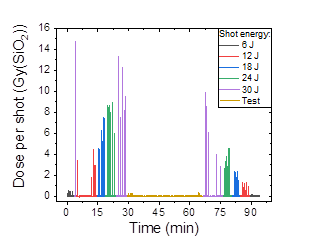 Dose per shot (Gy(SiO2))
16
14
12
10
8
6
4
2
0
Shot energy:
6 J
12 J
18 J
24 J
30 J
Test
0 15 30 45 60 75 90
Time (min)